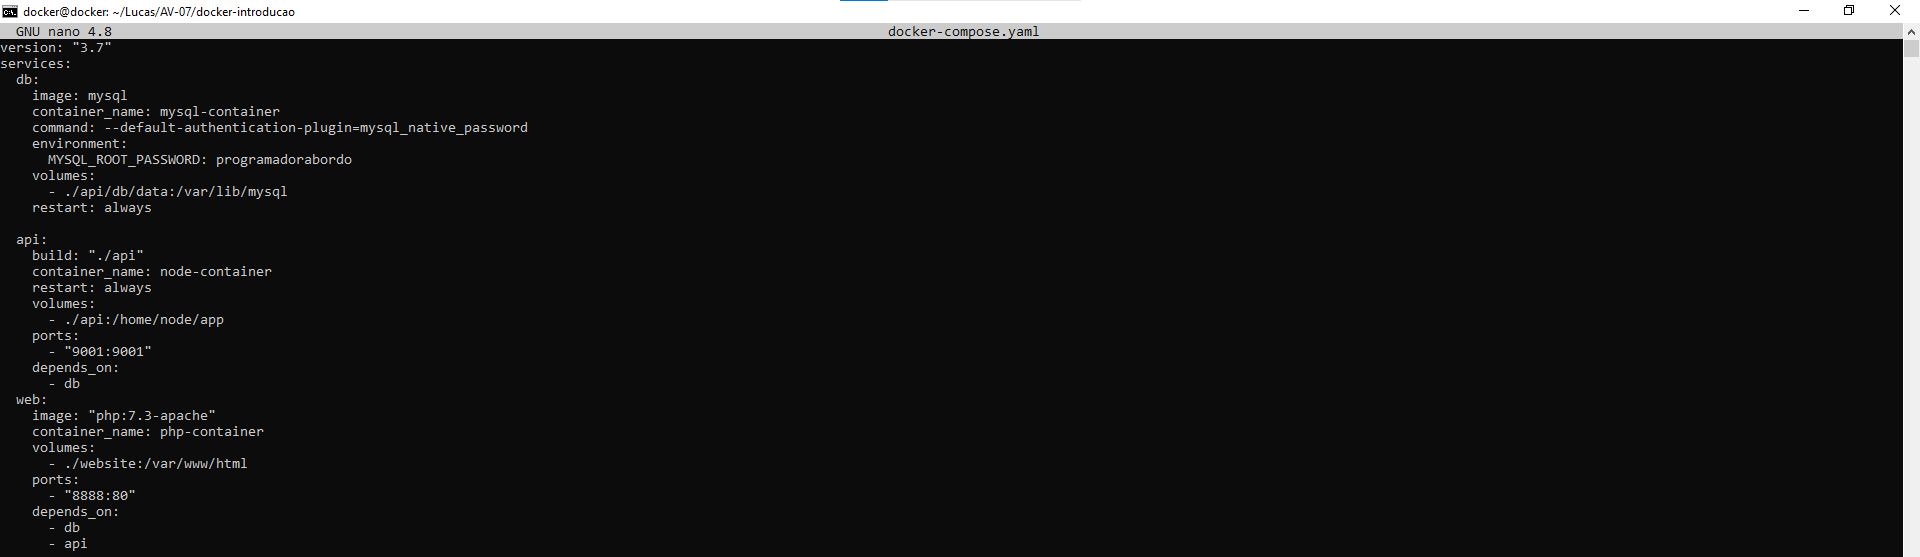 docker@docker: ~/Lucas/AV-07/docker-introducao
GNU nano 4.8 docker-compose.yaml
version: "3.7"
services:
  db:
    image: mysql
    container_name: mysql-container
    command: --default-authentication-plugin=mysql_native_password
    environment:
      MYSQL_ROOT_PASSWORD: programadorabordo
    volumes:
      - ./api/db/data:/var/lib/mysql
    restart: always

  api:
    build: "./api"
    container_name: node-container
    restart: always
    volumes:
      - ./api:/home/node/app
    ports:
      - "9001:9001"
    depends_on:
      - db
  web:
    image: "php:7.3-apache"
    container_name: php-container
    volumes:
      - ./website:/var/www/html
    ports:
      - "8888:80"
    depends_on:
      - db
      - api